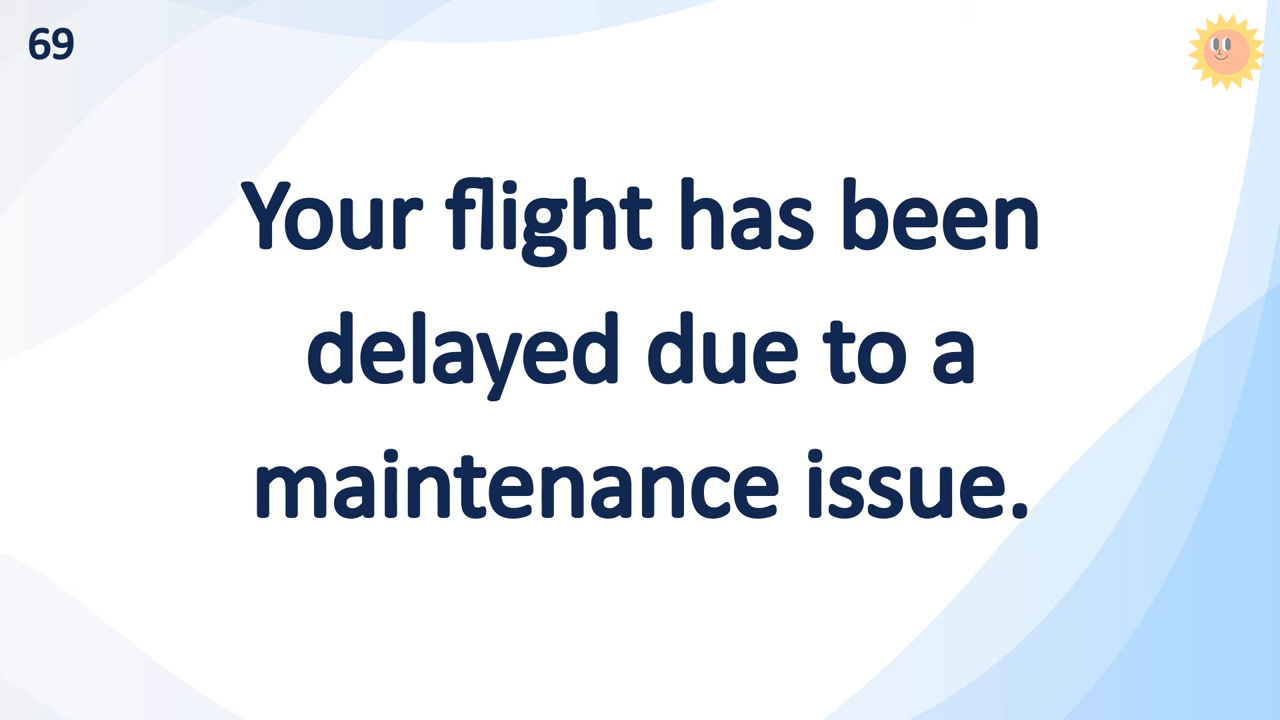 69
Your flight has been
delayed due to a
maintenance issue.